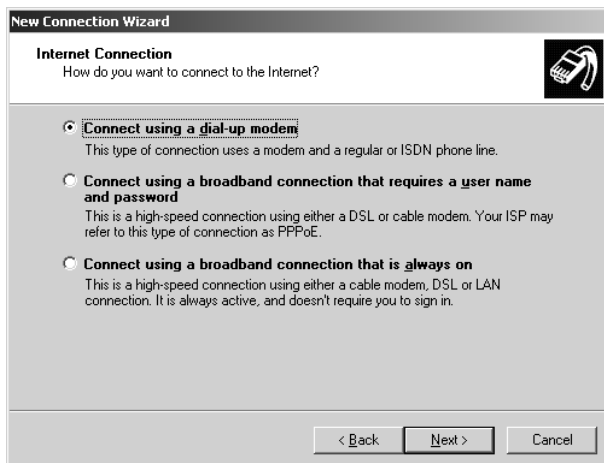 New Connection Wizard
Internet Connection
How do you want to connect to the Internet?
Connect using a dial-up modem
This type of connection uses a modem and a regular or ISDN phone line.
Connect using a broadband connection that requires a user name
and password
This is a high-speed connection using either a DSL or cable modem. Your ISP may
refer to this type of connection as PPPoE.
Connect using a broadband connection that is always on
This is a high-speed connection using either a cable modem, DSL or LAN
connection. It is always active, and doesn't require you to sign in.
< Back
Next >
Cancel